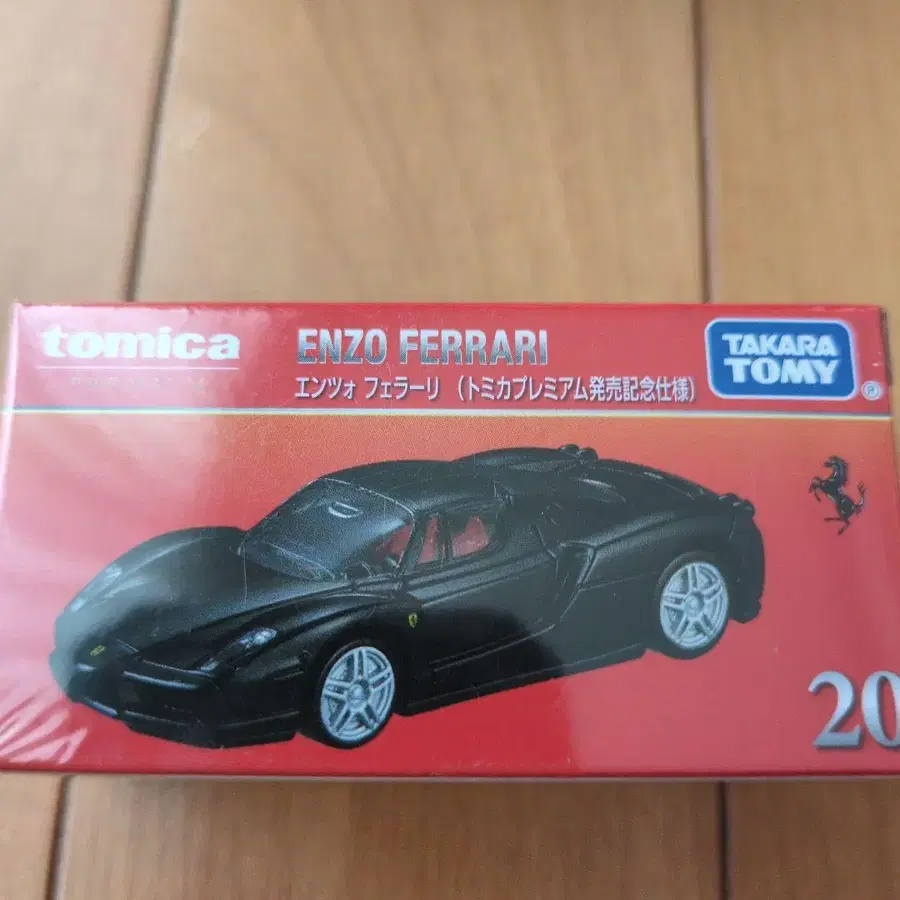 tomica
ENZO FERRARI
エンツォ フェラーリ (トミカプレミアム発売記念仕様)
TAKARA
TOMY
®
20